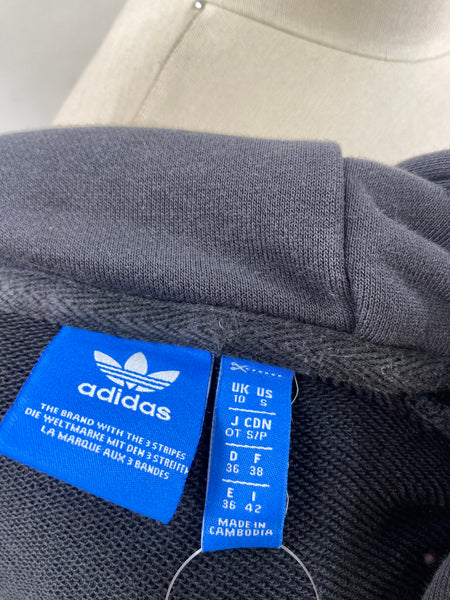 adidas
THE BRAND WITH THE 3 STRIPES
DIE WELTMARKE MIT DEN 3 STREIFEN
LA MARQUE AUX 3 BANDES
UK US
10 S
J CDN
OT S/P
D F
36 38
E I
36 42
MADE IN
CAMBODIA